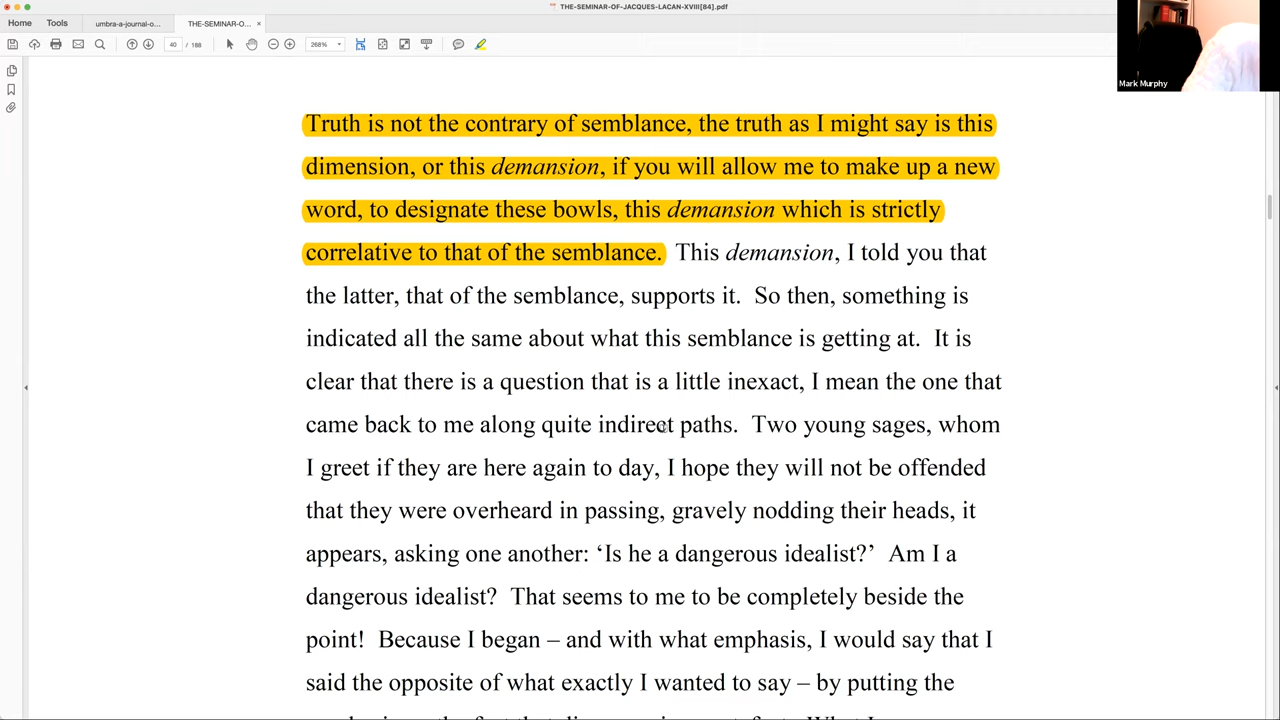 THE-SEMINAR-OF-JACQUES-LACAN-XVIII[84].pdf
Home Tools umbra-a-journal-o... THE-SEMINAR-O... ×
40 / 188 268%
Mark Murphy
Truth is not the contrary of semblance, the truth as I might say is this
dimension, or this demansion, if you will allow me to make up a new
word, to designate these bowls, this demansion which is strictly
correlative to that of the semblance. This demansion, I told you that
the latter, that of the semblance, supports it. So then, something is
indicated all the same about what this semblance is getting at. It is
clear that there is a question that is a little inexact, I mean the one that
came back to me along quite indirect paths. Two young sages, whom
I greet if they are here again to day, I hope they will not be offended
that they were overheard in passing, gravely nodding their heads, it
appears, asking one another: ‘Is he a dangerous idealist?’ Am I a
dangerous idealist? That seems to me to be completely beside the
point! Because I began – and with what emphasis, I would say that I
said the opposite of what exactly I wanted to say – by putting the